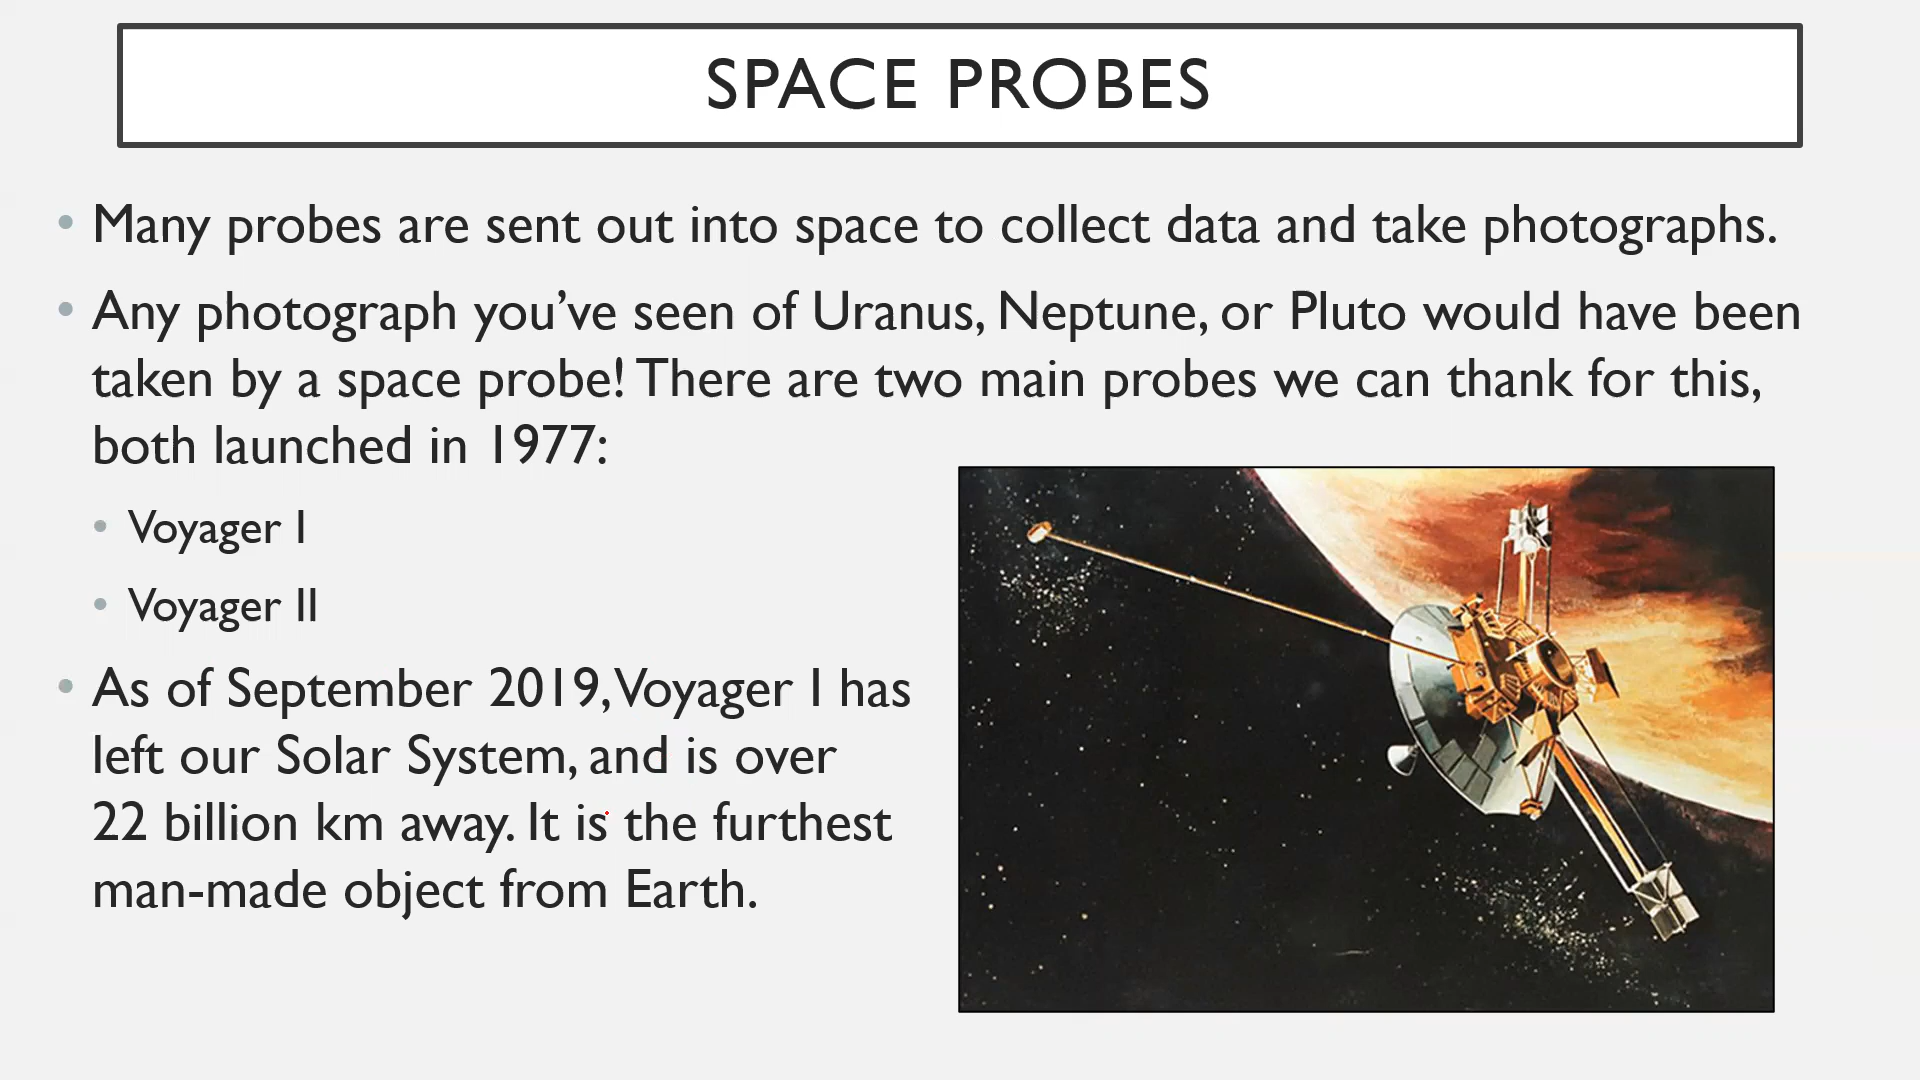 SPACE PROBES
• Many probes are sent out into space to collect data and take photographs.
• Any photograph you’ve seen of Uranus, Neptune, or Pluto would have been
taken by a space probe! There are two main probes we can thank for this,
both launched in 1977:
• Voyager I
• Voyager II
• As of September 2019, Voyager I has
left our Solar System, and is over
22 billion km away. It is the furthest
man-made object from Earth.